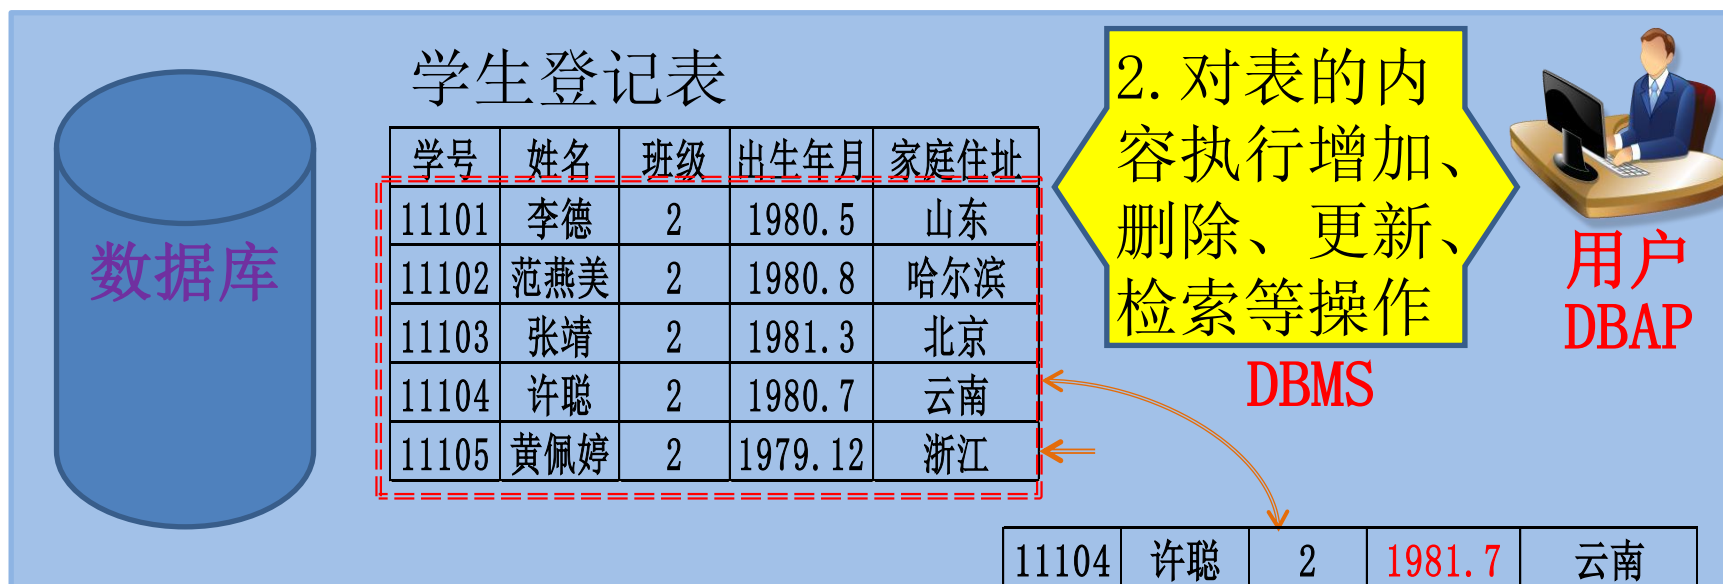 学生登记表
学号 姓名 班级 出生年月 家庭住址
11101 李德 2 1980.5 山东
11102 范燕美 2 1980.8 哈尔滨
11103 张靖 2 1981.3 北京
11104 许聪 2 1980.7 云南
11105 黄佩婷 2 1979.12 浙江
数据库
2.对表的内
容执行增加、
删除、更新、
检索等操作
DBMS
用户
DBAP
11104 许聪 2 1981.7 云南